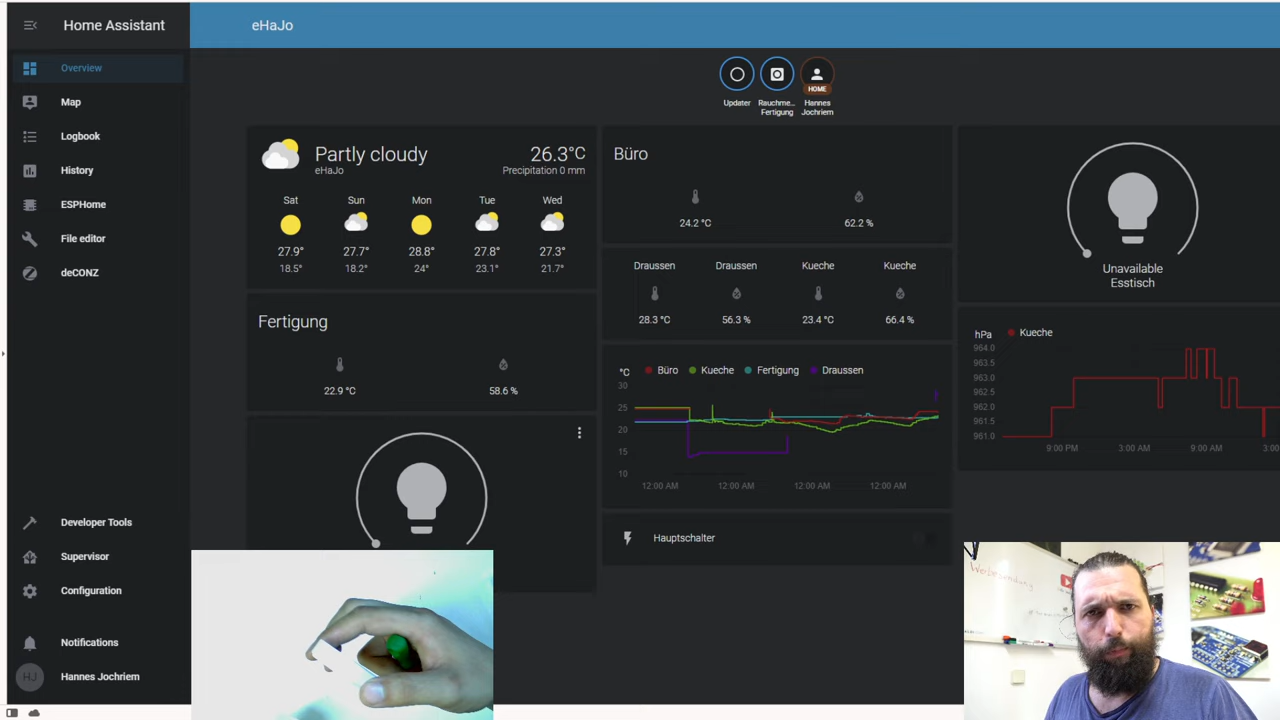 Home Assistant
eHaJo
Overview
Map
Logbook
History
ESPHome
File editor
deCONZ
Developer Tools
Supervisor
Configuration
Notifications
HJ
Hannes Jochriem
HOME
Updater
Rauchme... Fertigung
Hannes Jochriem
Partly cloudy
eHaJo
26.3°C
Precipitation 0 mm
Sat Sun Mon Tue Wed
27.9° 27.7° 28.8° 27.8° 27.3°
18.5° 18.2° 24° 23.1° 21.7°
Fertigung
22.9 °C 58.6 %
Büro
24.2 °C 62.2 %
Draussen Draussen Kueche Kueche
28.3 °C 56.3 % 23.4 °C 66.4 %
°C
Büro Kueche Fertigung Draussen
30
25
20
15
10
12:00 AM 12:00 AM 12:00 AM 12:00 AM
Hauptschalter
Unavailable
Esstisch
hPa
Kueche
964.0
963.5
963.0
962.5
962.0
961.5
961.0
9:00 PM 3:00 AM 9:00 AM 3:00
Werbesendung